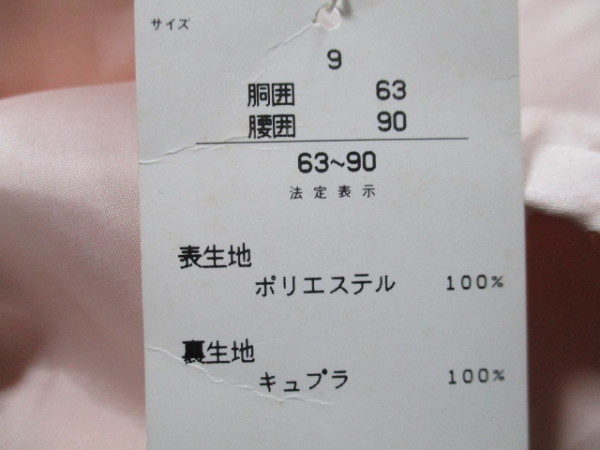 サイズ
9
胴囲 63
腰囲 90
63~90
法定表示
表生地
ポリエステル 100%
裏生地
キュプラ 100%